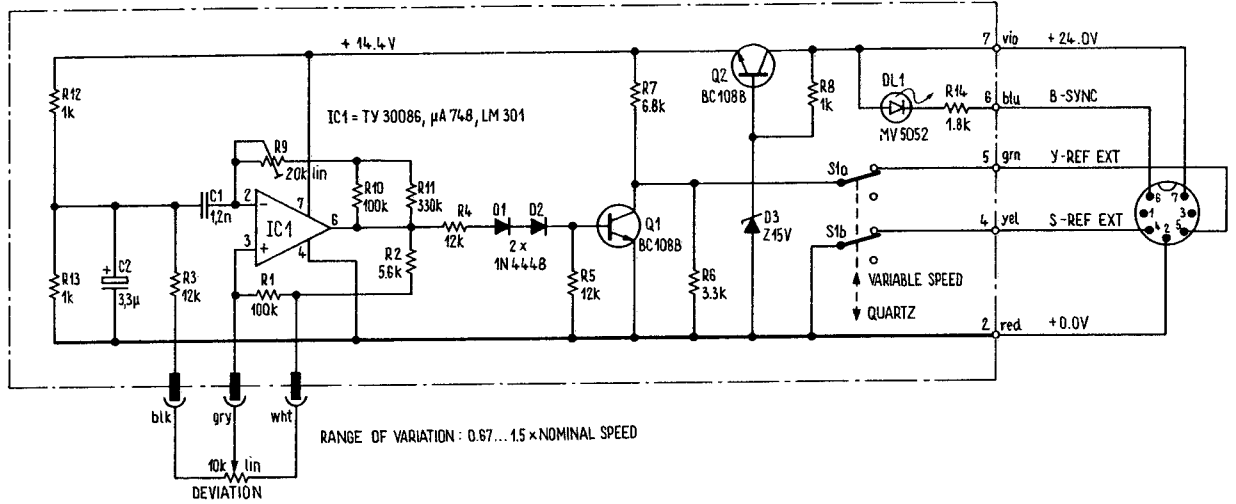 + 14.4V
7 vio +24.0V
Q2
BC108B
R8
1k
DL1
R14
1.8k
MV5052
6 blu B-SYNC
R12
1k
R7
6.8k
IC1 = TY 30086, µA 748, LM 301
R9
20k lin
5 grn Y-REF EXT
S1a
C1
1,2n
2
-
7
IC1
6
+
3
4
R10
100k
R11
330k
R4
12k
D1
D2
2 x
1N4448
Q1
BC108B
D3
Z15V
S1b
4 yel S-REF EXT
6 7
1 3
4 2 5
R13
1k
+
C2
3,3µ
R3
12k
R1
100k
R2
5.6k
R5
12k
R6
3.3k
VARIABLE SPEED
QUARTZ
2 red +0.0V
blk
gry
wht
RANGE OF VARIATION : 0.67...1.5 x NOMINAL SPEED
10k lin
DEVIATION